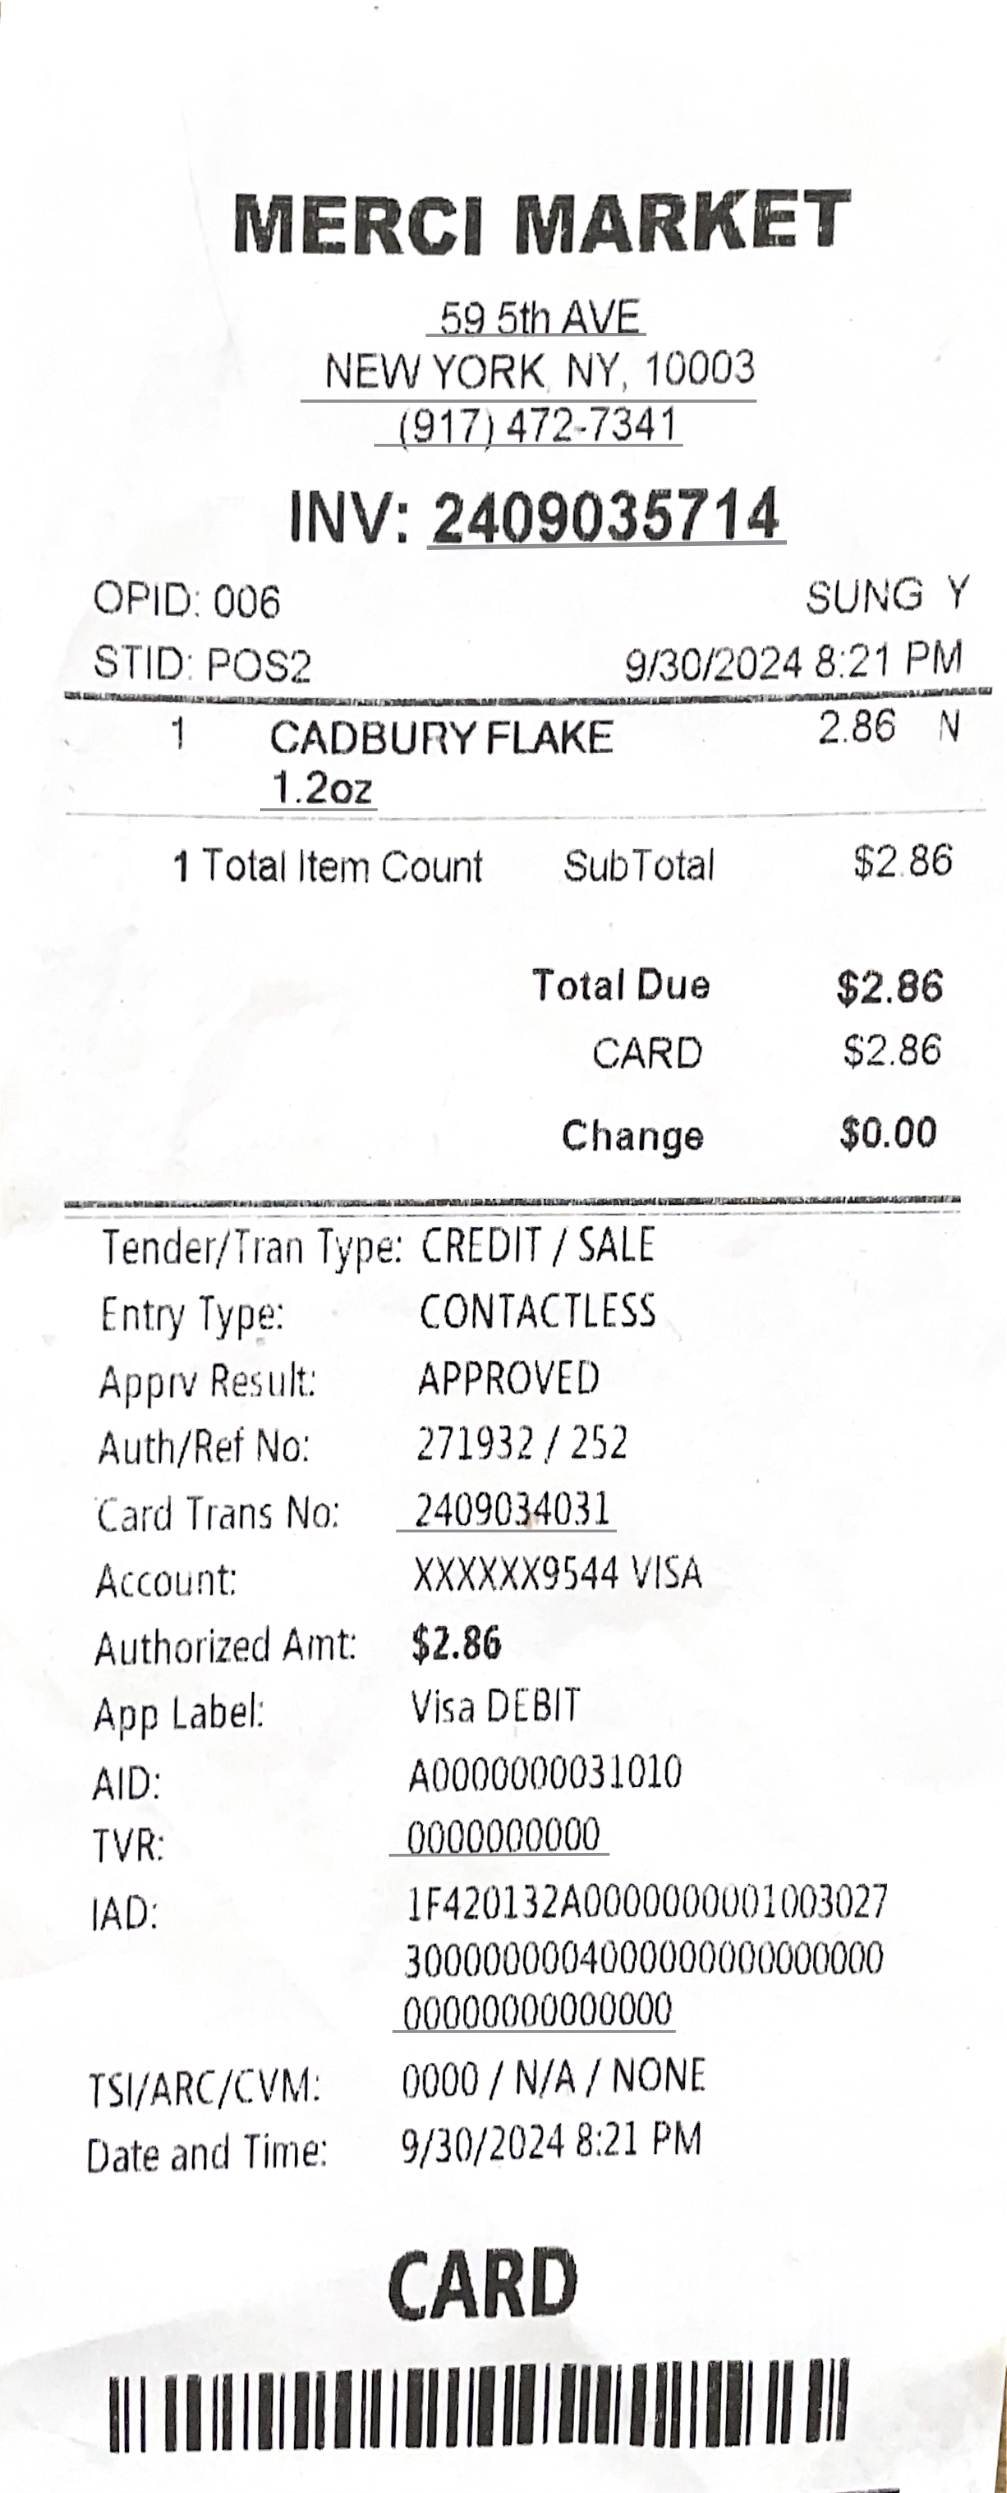 MERCI MARKET
59 5th AVE
NEW YORK, NY, 10003
(917) 472-7341
INV: 2409035714
OPID: 006 SUNG Y
STID: POS2 9/30/2024 8:21 PM
1 CADBURY FLAKE 2.86 N
1.2oz
1 Total Item Count SubTotal $2.86
Total Due $2.86
CARD $2.86
Change $0.00
Tender/Tran Type: CREDIT / SALE
Entry Type: CONTACTLESS
Apprv Result: APPROVED
Auth/Ref No: 271932 / 252
Card Trans No: 2409034031
Account: XXXXXX9544 VISA
Authorized Amt: $2.86
App Label: Visa DEBIT
AID: A0000000031010
TVR: 0000000000
IAD: 1F420132A0000000001003027
3000000004000000000000000
00000000000000
TSI/ARC/CVM: 0000 / N/A / NONE
Date and Time: 9/30/2024 8:21 PM
CARD